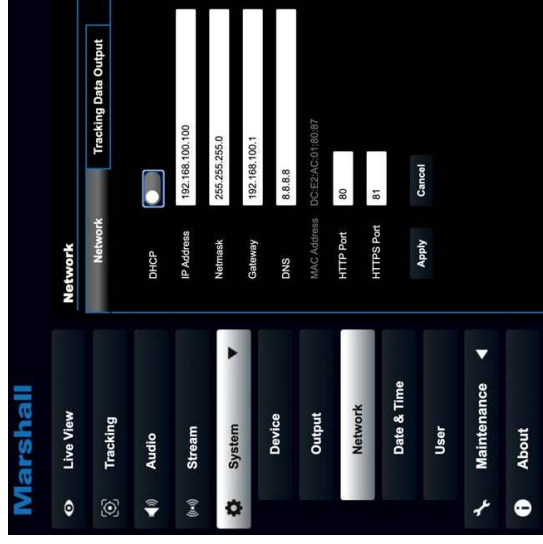 Marshall
Live View
Tracking
Audio
Stream
System
Device
Output
Network
Date & Time
User
Maintenance
About
Network
Network
Tracking Data Output
DHCP
IP Address
192.168.100.100
Netmask
255.255.255.0
Gateway
192.168.100.1
DNS
8.8.8.8
MAC Address
DC:E2:AC:01:80:87
HTTP Port
80
HTTPS Port
81
Apply
Cancel